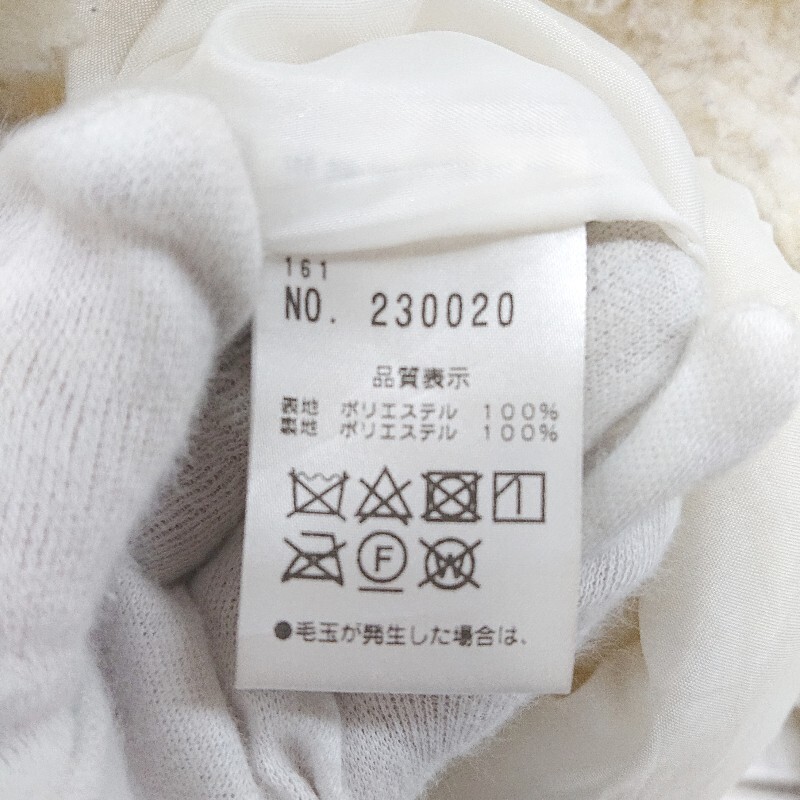 161
NO. 230020
品質表示
表地 ポリエステル 100%
裏地 ポリエステル 100%
F
W
●毛玉が発生した場合は、